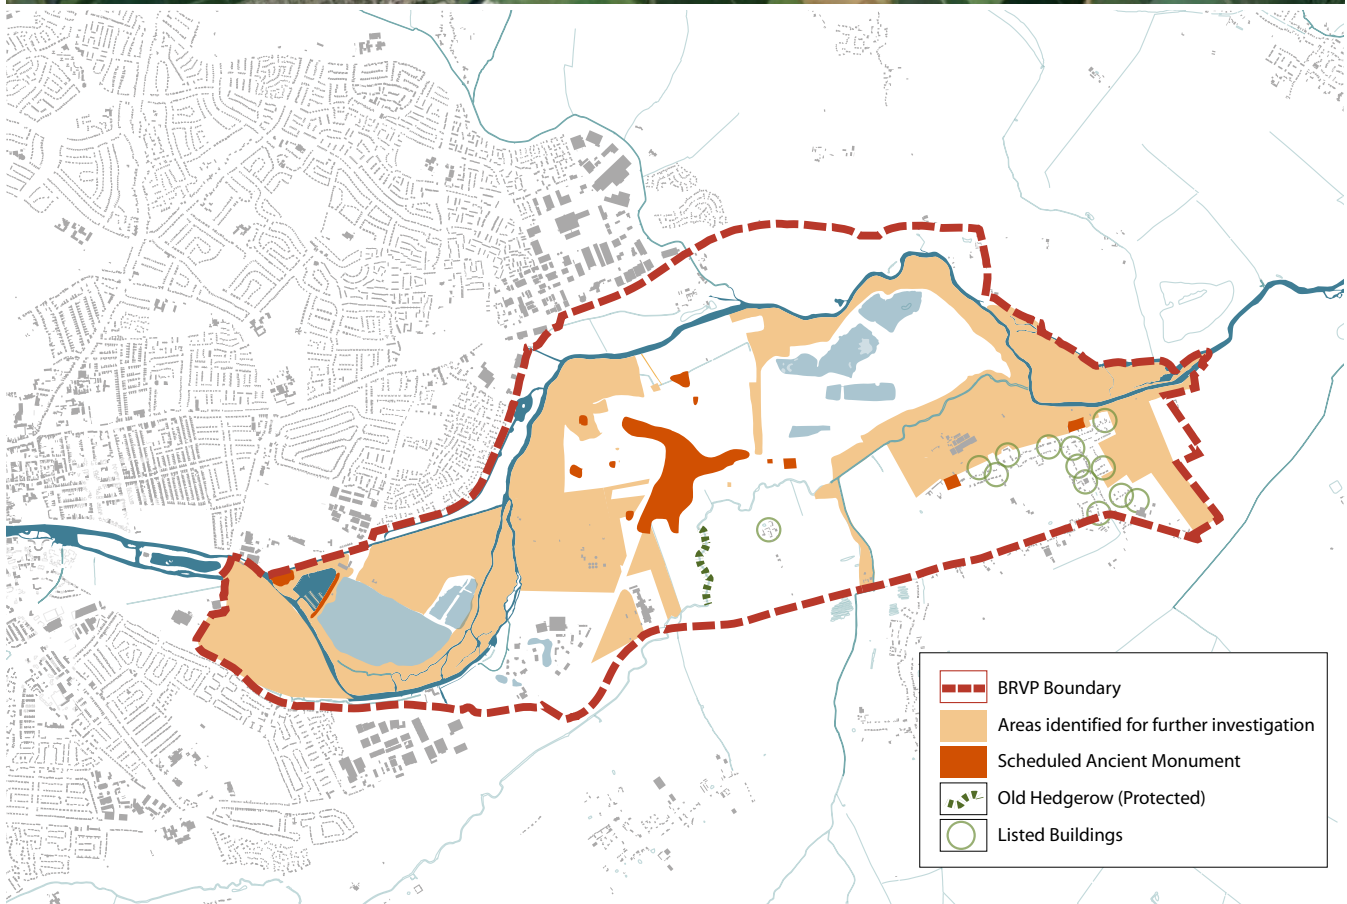 BRVP Boundary
Areas identified for further investigation
Scheduled Ancient Monument
Old Hedgerow (Protected)
Listed Buildings